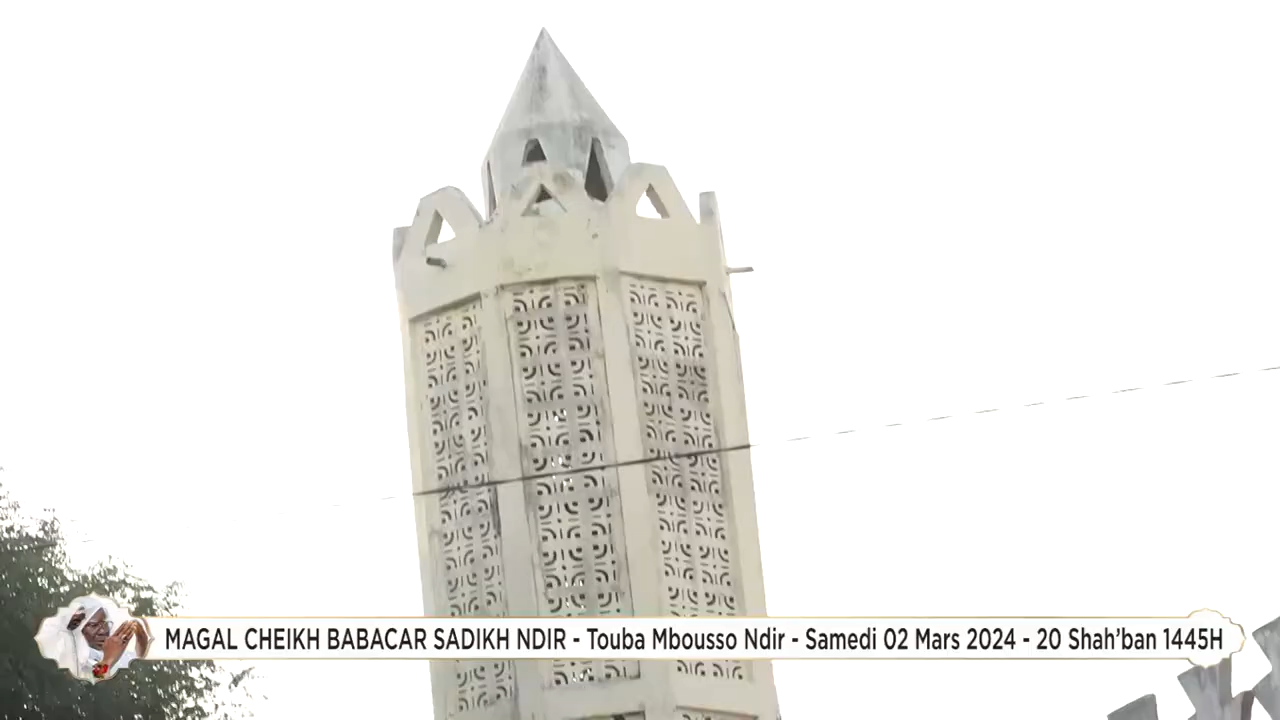 MAGAL CHEIKH BABACAR SADIKH NDIR - Touba Mbousso Ndir - Samedi 02 Mars 2024 - 20 Shah’ban 1445H